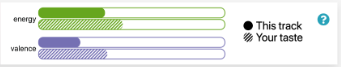 energy
valence
This track
Your taste
?